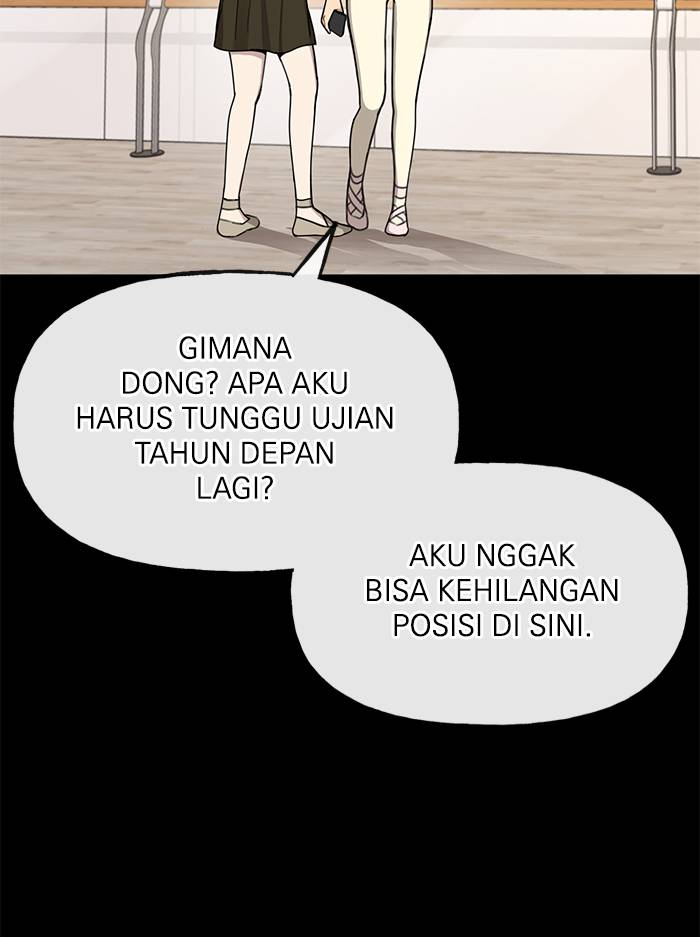 GIMANA
DONG? APA AKU
HARUS TUNGGU UJIAN
TAHUN DEPAN
LAGI?
AKU NGGAK
BISA KEHILANGAN
POSISI DI SINI.